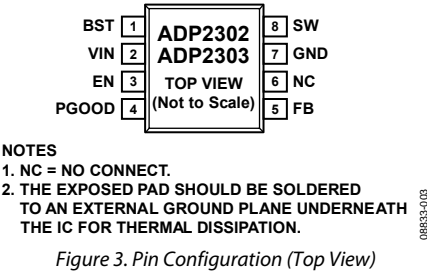 BST 1 ADP2302 8 SW
VIN 2 ADP2303 7 GND
EN 3 TOP VIEW 6 NC
PGOOD 4 (Not to Scale) 5 FB
NOTES
1. NC = NO CONNECT.
2. THE EXPOSED PAD SHOULD BE SOLDERED
TO AN EXTERNAL GROUND PLANE UNDERNEATH
THE IC FOR THERMAL DISSIPATION.
08833-003
Figure 3. Pin Configuration (Top View)